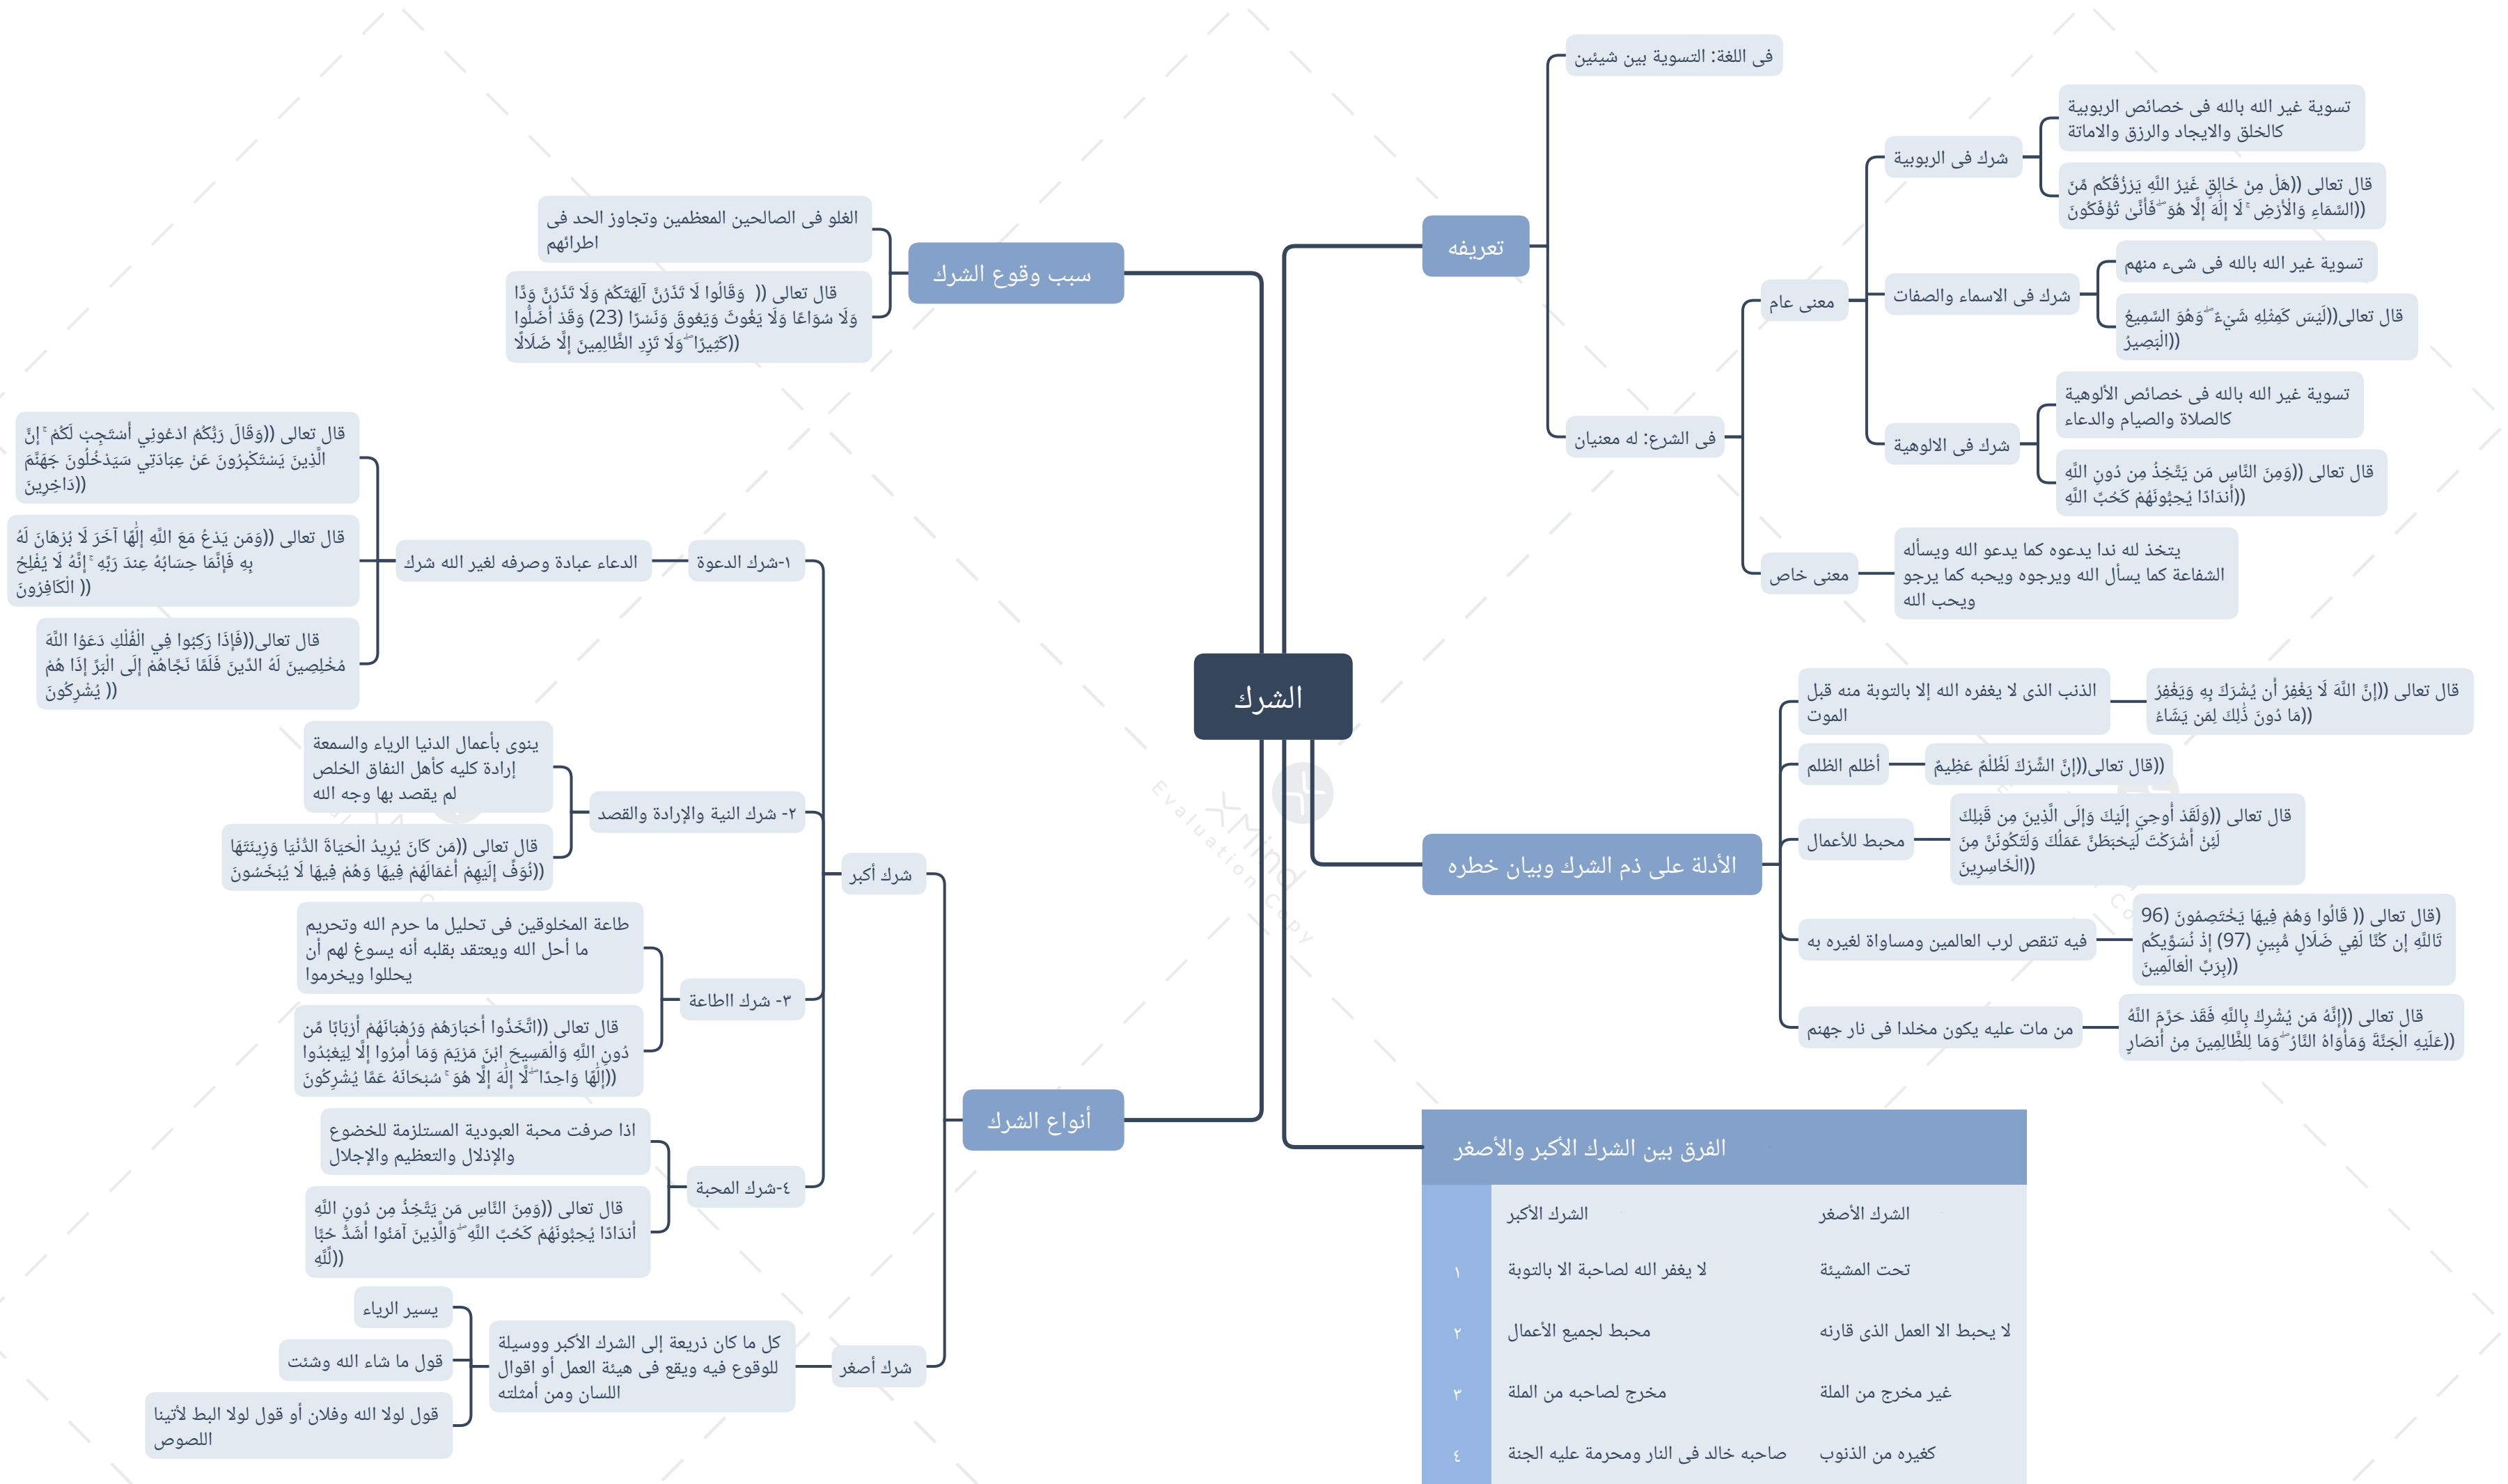 الشرك
تعريفه
فى اللغة: التسوية بين شيئين
فى الشرع: له معنيان
معنى عام
شرك فى الربوبية
تسوية غير الله بالله فى خصائص الربوبية
كالخلق والايجاد والرزق والاماتة
قال تعالى ((هَلْ مِنْ خَالِقٍ غَيْرُ اللَّهِ يَرْزُقُكُم مِّنَ
السَّمَاءِ وَالْأَرْضِ ۚ لَا إِلَٰهَ إِلَّا هُوَ ۖ فَأَنَّىٰ تُؤْفَكُونَ))
شرك فى الاسماء والصفات
تسوية غير الله بالله فى شىء منهم
قال تعالى((لَيْسَ كَمِثْلِهِ شَيْءٌ ۖ وَهُوَ السَّمِيعُ
الْبَصِيرُ))
شرك فى الالوهية
تسوية غير الله بالله فى خصائص الألوهية
كالصلاة والصيام والدعاء
قال تعالى ((وَمِنَ النَّاسِ مَن يَتَّخِذُ مِن دُونِ اللَّهِ
أَندَادًا يُحِبُّونَهُمْ كَحُبِّ اللَّهِ))
معنى خاص
يتخذ لله ندا يدعوه كما يدعو الله ويسأله
الشفاعة كما يسأل الله ويرجوه ويحبه كما يرجو
ويحب الله
الأدلة على ذم الشرك وبيان خطره
الذنب الذى لا يغفره الله إلا بالتوبة منه قبل
الموت
قال تعالى ((إِنَّ اللَّهَ لَا يَغْفِرُ أَن يُشْرَكَ بِهِ وَيَغْفِرُ
مَا دُونَ ذَٰلِكَ لِمَن يَشَاءُ))
أظلم الظلم
قال تعالى((إِنَّ الشِّرْكَ لَظُلْمٌ عَظِيمٌ))
محبط للأعمال
قال تعالى ((وَلَقَدْ أُوحِيَ إِلَيْكَ وَإِلَى الَّذِينَ مِن قَبْلِكَ
لَئِنْ أَشْرَكْتَ لَيَحْبَطَنَّ عَمَلُكَ وَلَتَكُونَنَّ مِنَ
الْخَاسِرِينَ))
فيه تنقص لرب العالمين ومساواة لغيره به
قال تعالى (( قَالُوا وَهُمْ فِيهَا يَخْتَصِمُونَ (96)
تَاللَّهِ إِن كُنَّا لَفِي ضَلَالٍ مُّبِينٍ (97) إِذْ نُسَوِّيكُم
بِرَبِّ الْعَالَمِينَ))
من مات عليه يكون مخلدا فى نار جهنم
قال تعالى ((إِنَّهُ مَن يُشْرِكْ بِاللَّهِ فَقَدْ حَرَّمَ اللَّهُ
عَلَيْهِ الْجَنَّةَ وَمَأْوَاهُ النَّارُ ۖ وَمَا لِلظَّالِمِينَ مِنْ أَنصَارٍ))
الفرق بين الشرك الأكبر والأصغر
الشرك الأكبر الشرك الأصغر
١ لا يغفر الله لصاحبة الا بالتوبة تحت المشيئة
٢ محبط لجميع الأعمال لا يحبط الا العمل الذى قارنه
٣ مخرج لصاحبه من الملة غير مخرج من الملة
٤ صاحبه خالد فى النار ومحرمة عليه الجنة كغيره من الذنوب
سبب وقوع الشرك
الغلو فى الصالحين المعظمين وتجاوز الحد فى
اطرائهم
قال تعالى (( وَقَالُوا لَا تَذَرُنَّ آلِهَتَكُمْ وَلَا تَذَرُنَّ وَدًّا
وَلَا سُوَاعًا وَلَا يَغُوثَ وَيَعُوقَ وَنَسْرًا (23) وَقَدْ أَضَلُّوا
كَثِيرًا ۖ وَلَا تَزِدِ الظَّالِمِينَ إِلَّا ضَلَالًا))
أنواع الشرك
شرك أكبر
١-شرك الدعوة
الدعاء عبادة وصرفه لغير الله شرك
قال تعالى ((وَقَالَ رَبُّكُمُ ادْعُونِي أَسْتَجِبْ لَكُمْ ۚ إِنَّ
الَّذِينَ يَسْتَكْبِرُونَ عَنْ عِبَادَتِي سَيَدْخُلُونَ جَهَنَّمَ
دَاخِرِينَ))
قال تعالى ((وَمَن يَدْعُ مَعَ اللَّهِ إِلَٰهًا آخَرَ لَا بُرْهَانَ لَهُ
بِهِ فَإِنَّمَا حِسَابُهُ عِندَ رَبِّهِ ۚ إِنَّهُ لَا يُفْلِحُ
الْكَافِرُونَ ))
قال تعالى((فَإِذَا رَكِبُوا فِي الْفُلْكِ دَعَوُا اللَّهَ
مُخْلِصِينَ لَهُ الدِّينَ فَلَمَّا نَجَّاهُمْ إِلَى الْبَرِّ إِذَا هُمْ
يُشْرِكُونَ ))
٢- شرك النية والإرادة والقصد
ينوى بأعمال الدنيا الرياء والسمعة
إرادة كليه كأهل النفاق الخلص
لم يقصد بها وجه الله
قال تعالى ((مَن كَانَ يُرِيدُ الْحَيَاةَ الدُّنْيَا وَزِينَتَهَا
نُوَفِّ إِلَيْهِمْ أَعْمَالَهُمْ فِيهَا وَهُمْ فِيهَا لَا يُبْخَسُونَ))
٣- شرك ااطاعة
طاعة المخلوقين فى تحليل ما حرم الله وتحريم
ما أحل الله ويعتقد بقلبه أنه يسوغ لهم أن
يحللوا ويخرموا
قال تعالى ((اتَّخَذُوا أَحْبَارَهُمْ وَرُهْبَانَهُمْ أَرْبَابًا مِّن
دُونِ اللَّهِ وَالْمَسِيحَ ابْنَ مَرْيَمَ وَمَا أُمِرُوا إِلَّا لِيَعْبُدُوا
إِلَٰهًا وَاحِدًا ۖ لَّا إِلَٰهَ إِلَّا هُوَ ۚ سُبْحَانَهُ عَمَّا يُشْرِكُونَ))
٤-شرك المحبة
اذا صرفت محبة العبودية المستلزمة للخضوع
والإذلال والتعظيم والإجلال
قال تعالى ((وَمِنَ النَّاسِ مَن يَتَّخِذُ مِن دُونِ اللَّهِ
أَندَادًا يُحِبُّونَهُمْ كَحُبِّ اللَّهِ ۖ وَالَّذِينَ آمَنُوا أَشَدُّ حُبًّا
لِّلَّهِ))
شرك أصغر
كل ما كان ذريعة إلى الشرك الأكبر ووسيلة
للوقوع فيه ويقع فى هيئة العمل أو اقوال
اللسان ومن أمثلته
يسير الرياء
قول ما شاء الله وشئت
قول لولا الله وفلان أو قول لولا البط لأتينا
اللصوص
XMind
Evaluation Copy